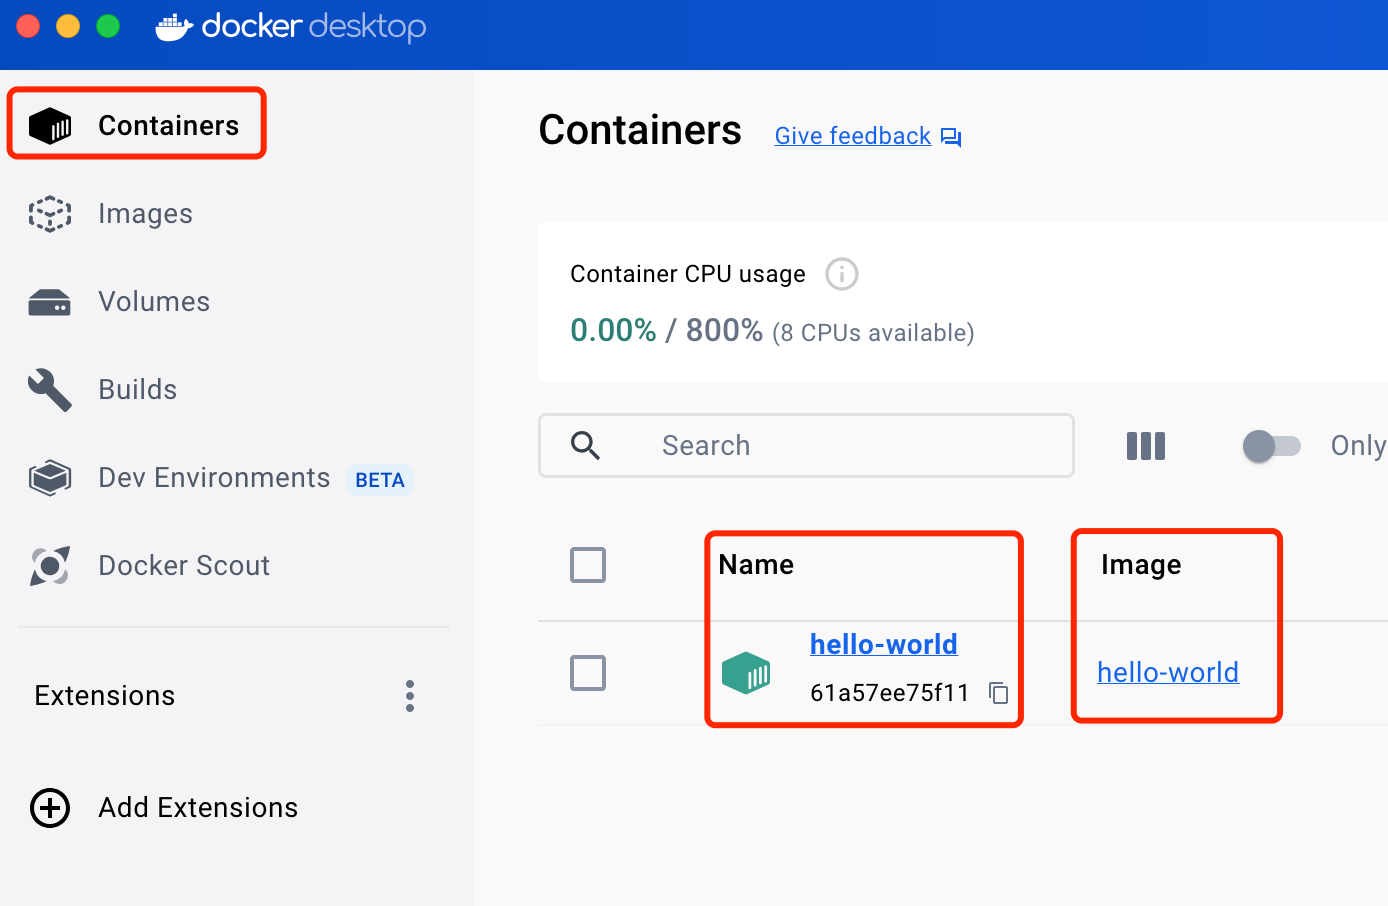 docker desktop
Containers
Images
Volumes
Builds
Dev Environments BETA
Docker Scout
Extensions
Add Extensions
Containers Give feedback
Container CPU usage
0.00% / 800% (8 CPUs available)
Search Only
Name Image
hello-world
61a57ee75f11
hello-world